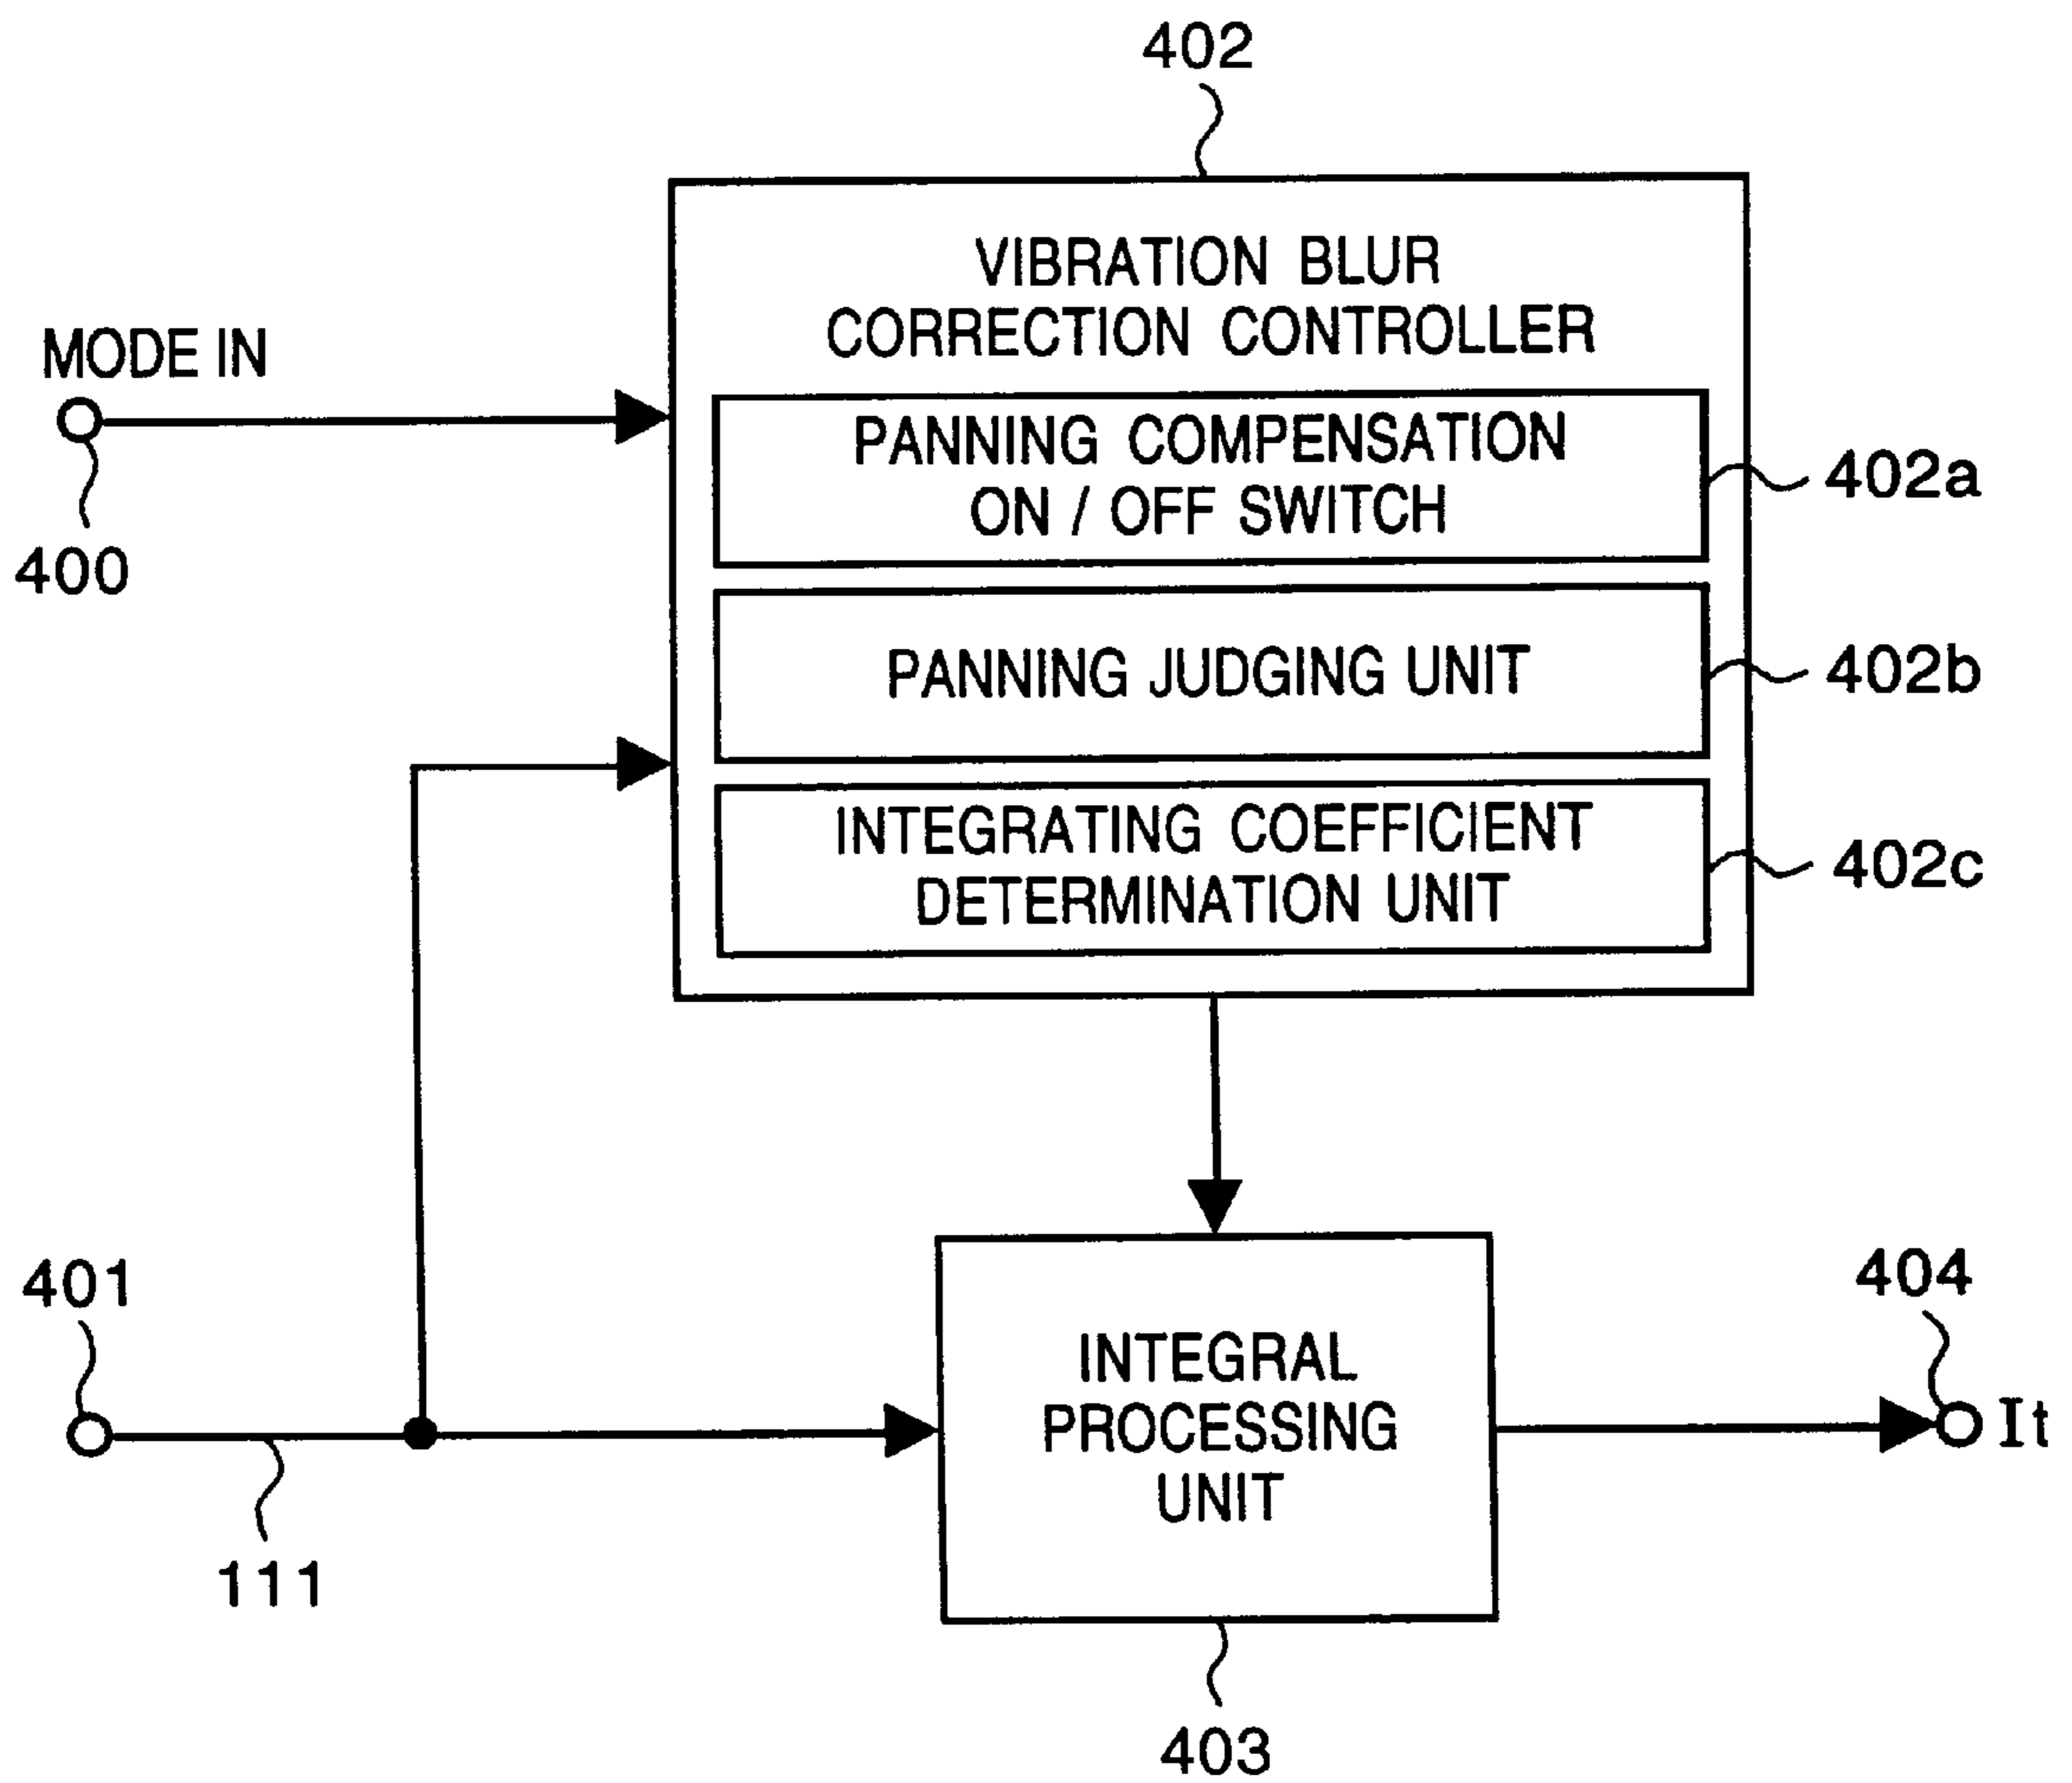 402
VIBRATION BLUR
CORRECTION CONTROLLER
MODE IN
PANNING COMPENSATION
ON / OFF SWITCH
402a
400
PANNING JUDGING UNIT
402b
INTEGRATING COEFFICIENT
DETERMINATION UNIT
402c
401
404
INTEGRAL
PROCESSING
UNIT
It
111
403